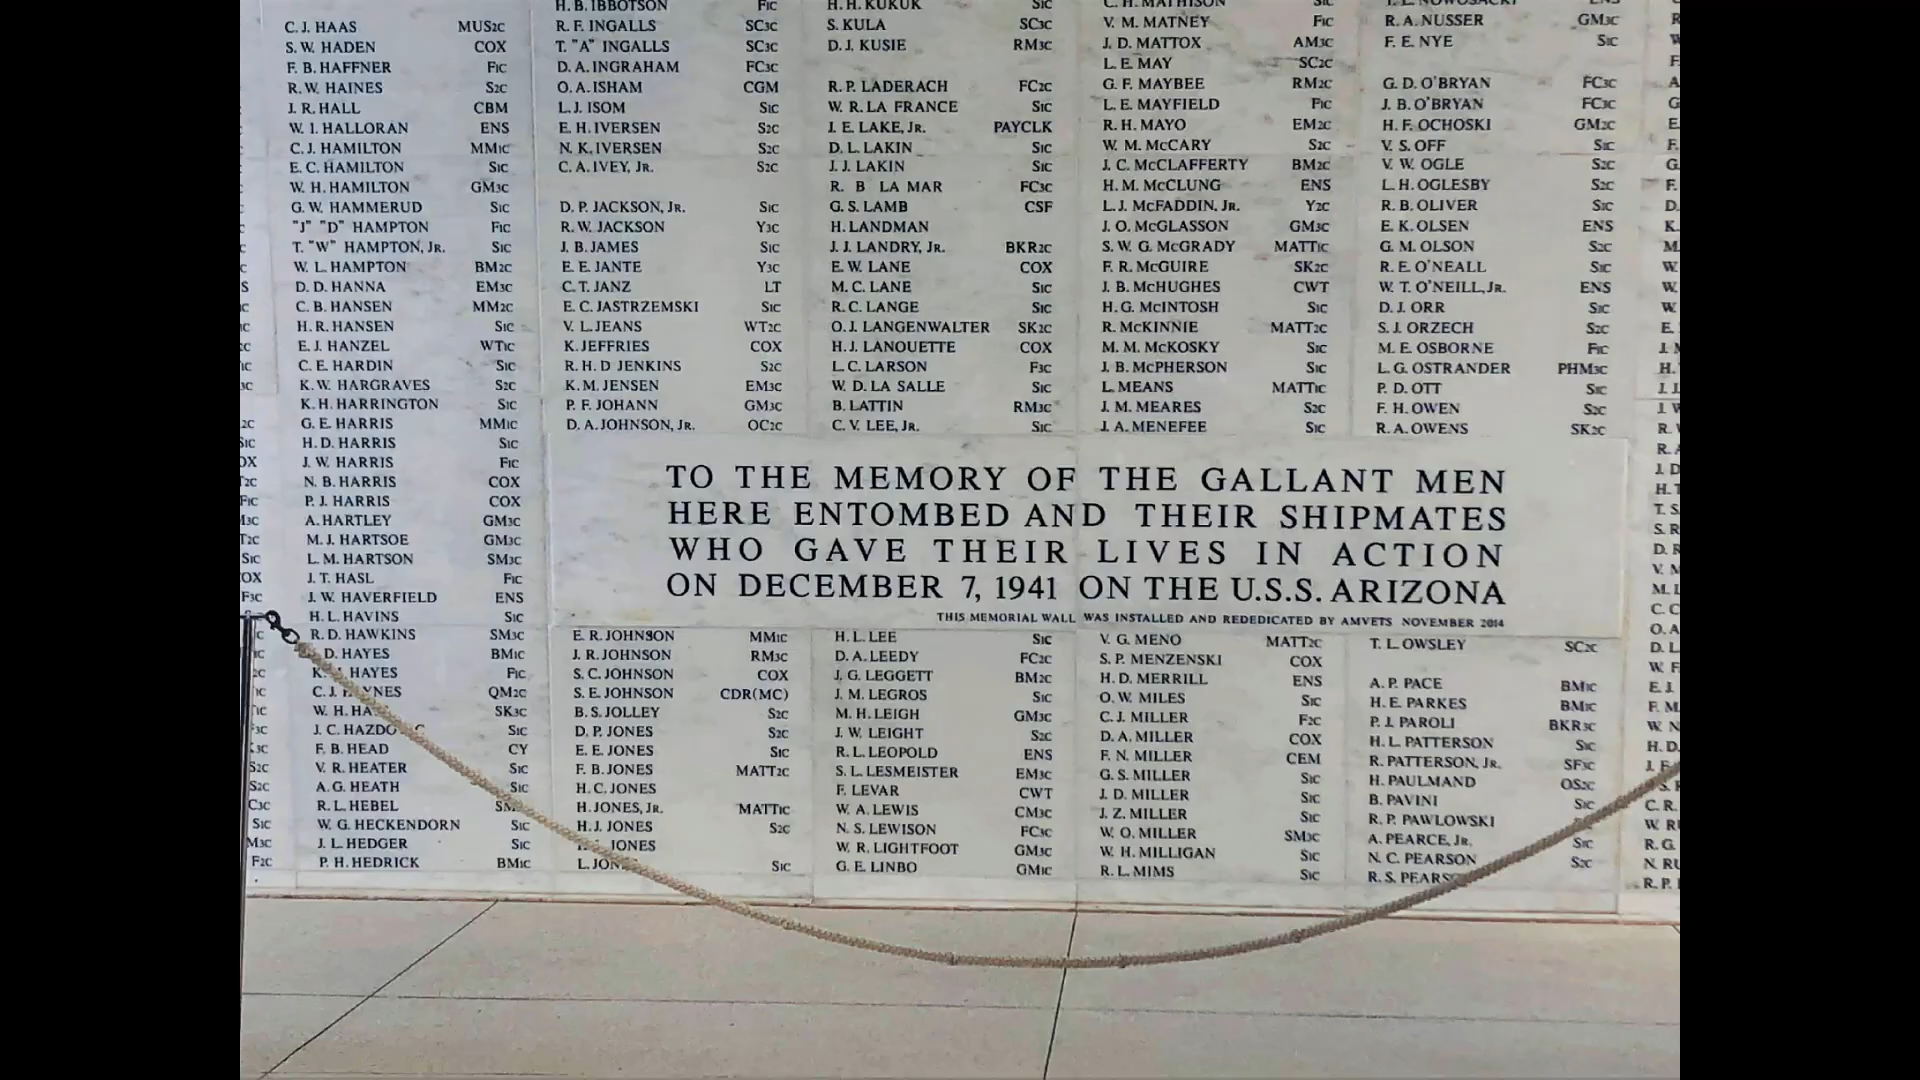 C. J. HAAS MUS2C
S. W. HADEN COX
F. B. HAFFNER F1C
R. W. HAINES S2C
J. R. HALL CBM
W. I. HALLORAN ENS
C. J. HAMILTON MM1C
E. C. HAMILTON S1C
W. H. HAMILTON GM3C
G. W. HAMMERUD S1C
"J" "D" HAMPTON F1C
T. "W" HAMPTON, JR. S1C
W. L. HAMPTON BM2C
D. D. HANNA EM3C
C. B. HANSEN MM2C
H. R. HANSEN S1C
E. J. HANZEL WT1C
C. E. HARDIN S1C
K. W. HARGRAVES S2C
K. H. HARRINGTON S1C
G. E. HARRIS MM1C
H. D. HARRIS S1C
J. W. HARRIS F1C
N. B. HARRIS COX
P. J. HARRIS COX
A. HARTLEY GM3C
M. J. HARTSOE GM3C
L. M. HARTSON SM3C
J. T. HASL F1C
J. W. HAVERFIELD ENS
H. L. HAVINS S1C
R. D. HAWKINS SM3C
D. HAYES BM1C
HAYES F1C
C. J. QM2C
W. H. SK3C
J. C. S1C
F. B. HEAD CY
V. R. HEATER S1C
A. G. HEATH S1C
R. L. HEBEL
W. G. HECKENDORN S1C
J. L. HEDGER S1C
P. H. HEDRICK BM1C
H. B. IBBOTSON F1C
R. F. INGALLS SC3C
T. "A" INGALLS SC3C
D. A. INGRAHAM FC3C
O. A. ISHAM CGM
L. J. ISOM S1C
E. H. IVERSEN S2C
N. K. IVERSEN S2C
C. A. IVEY, JR. S2C
D. P. JACKSON, JR. S1C
R. W. JACKSON Y3C
J. B. JAMES S1C
E. E. JANTE Y3C
C. T. JANZ LT
E. C. JASTRZEMSKI S1C
V. L. JEANS WT2C
K. JEFFRIES COX
R. H. D JENKINS S2C
K. M. JENSEN EM3C
P. F. JOHANN GM3C
D. A. JOHNSON, JR. OC2C
H. H. KUKUK S1C
S. KULA SC3C
D. J. KUSIE RM3C
R. P. LADERACH FC2C
W. R. LA FRANCE S1C
J. E. LAKE, JR. PAYCLK
D. L. LAKIN S1C
J. J. LAKIN S1C
R. B LA MAR FC3C
G. S. LAMB CSF
H. LANDMAN
J. J. LANDRY, JR. BKR2C
E. W. LANE COX
M. C. LANE S1C
R. C. LANGE S1C
O. J. LANGENWALTER SK2C
H. J. LANOUETTE COX
L. C. LARSON F3C
W. D. LA SALLE S1C
B. LATTIN RM3C
C. V. LEE, JR. S1C
C. H. MATHISON S1C
V. M. MATNEY F1C
J. D. MATTOX AM3C
L. E. MAY SC2C
G. F. MAYBEE RM2C
L. E. MAYFIELD F1C
R. H. MAYO EM2C
W. M. McCARY S2C
J. C. McCLAFFERTY BM2C
H. M. McCLUNG ENS
L. J. McFADDIN, JR. Y2C
J. O. McGLASSON GM3C
S. W. G. McGRADY MATT1C
F. R. McGUIRE SK2C
J. B. McHUGHES CWT
H. G. McINTOSH S1C
R. McKINNIE MATT2C
M. M. McKOSKY S1C
J. B. McPHERSON S1C
L. MEANS MATT1C
J. M. MEARES S2C
J. A. MENEFEE S1C
T. L. NOWOSACKI ENS
R. A. NUSSER GM3C
F. E. NYE S1C
G. D. O'BRYAN FC3C
J. B. O'BRYAN FC3C
H. F. OCHOSKI GM2C
V. S. OFF S1C
V. W. OGLE S2C
L. H. OGLESBY S2C
R. B. OLIVER S1C
E. K. OLSEN ENS
G. M. OLSON S2C
R. E. O'NEALL S1C
W. T. O'NEILL, JR. ENS
D. J. ORR S1C
S. J. ORZECH S2C
M. E. OSBORNE F1C
L. G. OSTRANDER PHM3C
P. D. OTT S1C
F. H. OWEN S2C
R. A. OWENS SK2C
TO THE MEMORY OF THE GALLANT MEN
HERE ENTOMBED AND THEIR SHIPMATES
WHO GAVE THEIR LIVES IN ACTION
ON DECEMBER 7, 1941 ON THE U.S.S. ARIZONA
THIS MEMORIAL WALL WAS INSTALLED AND REDEDICATED BY AMVETS NOVEMBER 2014
E. R. JOHNSON MM1C
J. R. JOHNSON RM3C
S. C. JOHNSON COX
S. E. JOHNSON CDR(MC)
B. S. JOLLEY S2C
D. P. JONES S2C
E. E. JONES S1C
F. B. JONES MATT2C
H. C. JONES
H. JONES, JR. MATT1C
H. J. JONES S2C
JONES
L. JONES S1C
H. L. LEE S1C
D. A. LEEDY FC2C
J. G. LEGGETT BM2C
J. M. LEGROS S1C
M. H. LEIGH GM3C
J. W. LEIGHT S2C
R. L. LEOPOLD ENS
S. L. LESMEISTER EM3C
F. LEVAR CWT
W. A. LEWIS CM3C
N. S. LEWISON FC3C
W. R. LIGHTFOOT GM3C
G. E. LINBO GM1C
V. G. MENO MATT2C
S. P. MENZENSKI COX
H. D. MERRILL ENS
O. W. MILES S1C
C. J. MILLER F2C
D. A. MILLER COX
F. N. MILLER CEM
G. S. MILLER S1C
J. D. MILLER S1C
J. Z. MILLER S1C
W. O. MILLER SM3C
W. H. MILLIGAN S1C
R. L. MIMS S1C
T. L. OWSLEY SC2C
A. P. PACE BM1C
H. E. PARKES BM1C
P. J. PAROLI BKR3C
H. L. PATTERSON S1C
R. PATTERSON, JR. SF3C
H. PAULMAND OS2C
B. PAVINI S1C
R. P. PAWLOWSKI
A. PEARCE, JR. S1C
N. C. PEARSON S2C
R. S. PEARSON